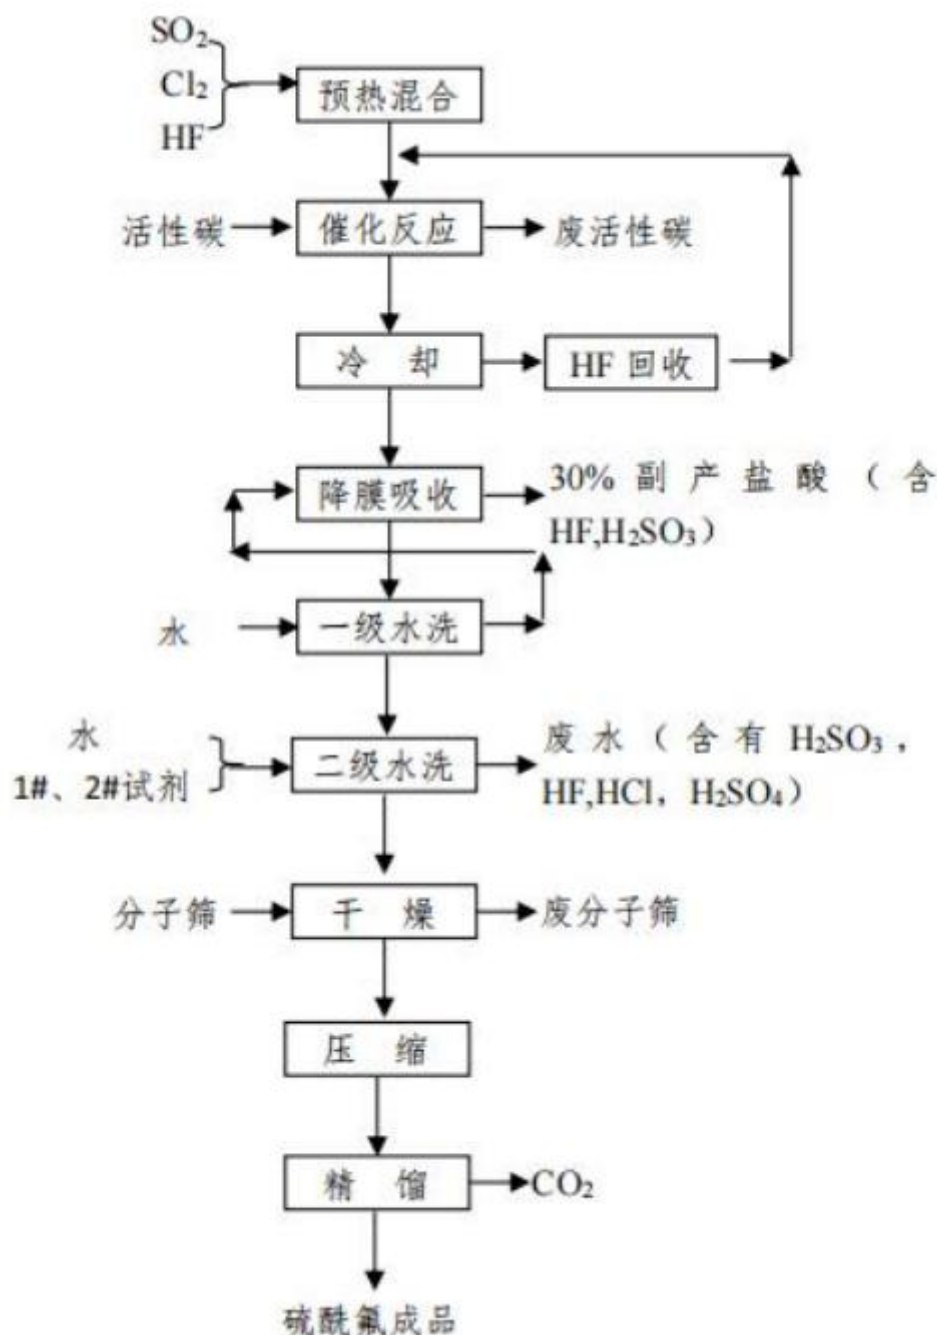 SO₂
Cl₂
HF
预热混合
活性碳
催化反应
废活性碳
冷 却
HF 回收
降膜吸收
30% 副 产 盐 酸 （ 含
HF,H₂SO₃）
水
一级水洗
水
1#、2#试剂
二级水洗
废 水 （ 含 有 H₂SO₃，
HF,HCl，H₂SO₄）
分子筛
干 燥
废分子筛
压 缩
精 馏
CO₂
硫酰氟成品